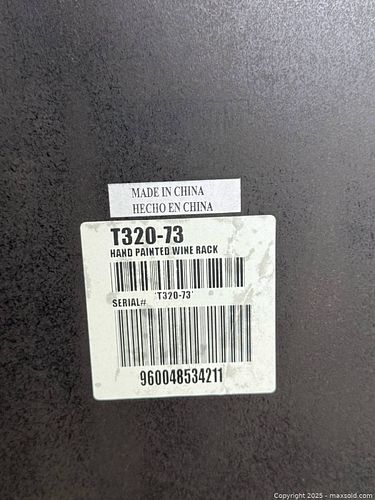 MADE IN CHINA
HECHO EN CHINA
T320-73
HAND PAINTED WINE RACK
'T320-73'
SERIAL#
960048534211
Copyright 2025 - maxsold.com